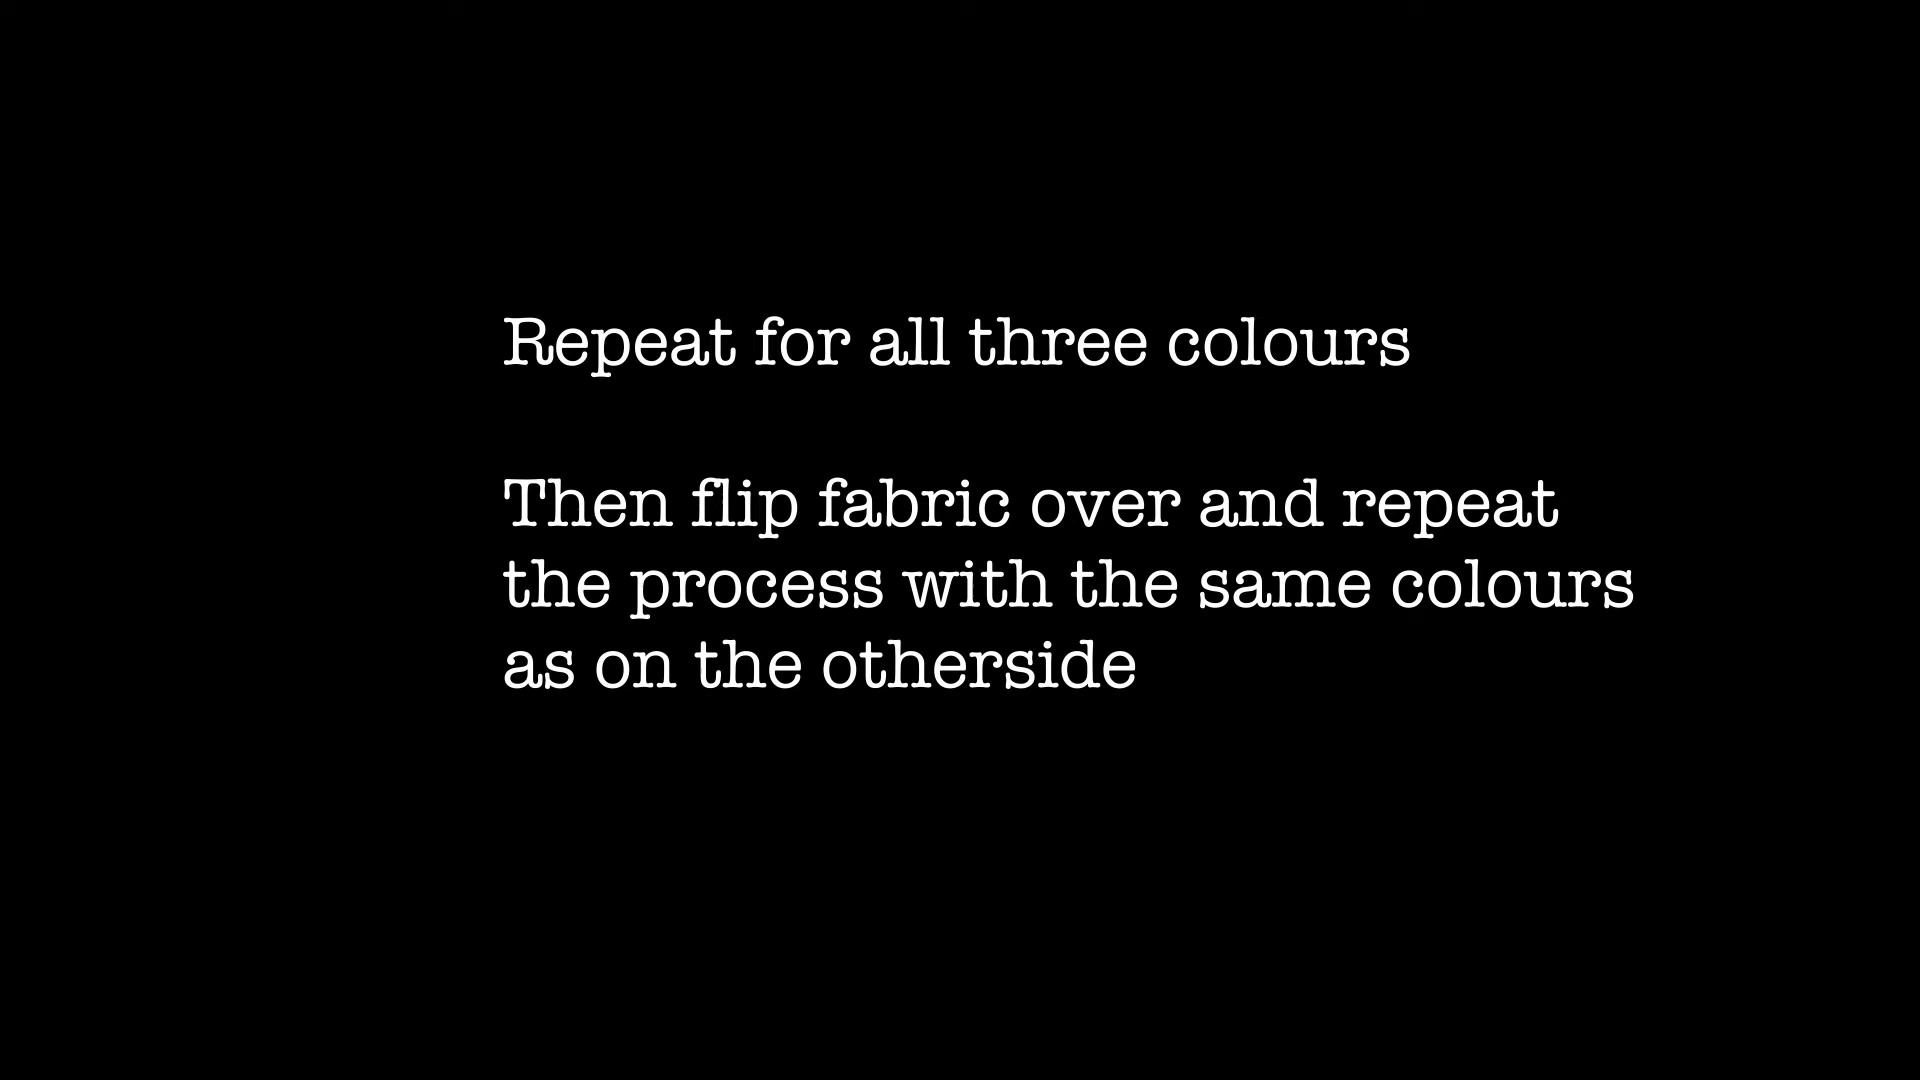 Repeat for all three colours
Then flip fabric over and repeat
the process with the same colours
as on the otherside